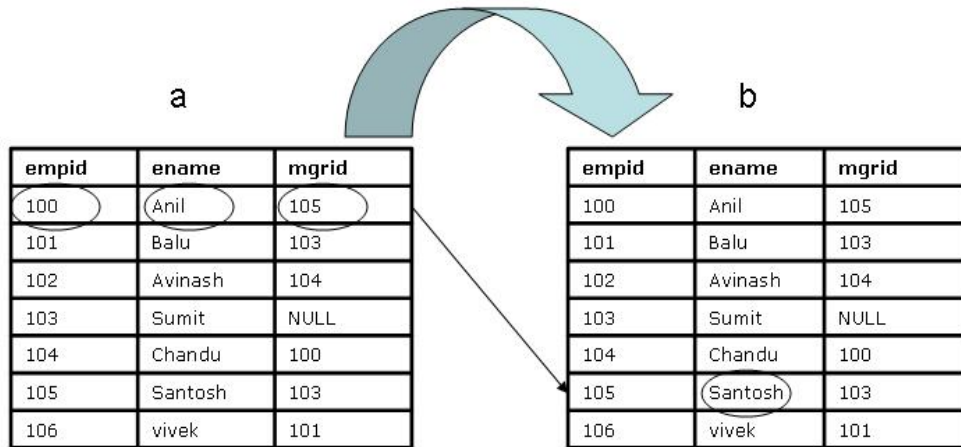 a
b
empid ename mgrid
100 Anil 105
101 Balu 103
102 Avinash 104
103 Sumit NULL
104 Chandu 100
105 Santosh 103
106 vivek 101
empid ename mgrid
100 Anil 105
101 Balu 103
102 Avinash 104
103 Sumit NULL
104 Chandu 100
105 Santosh 103
106 vivek 101